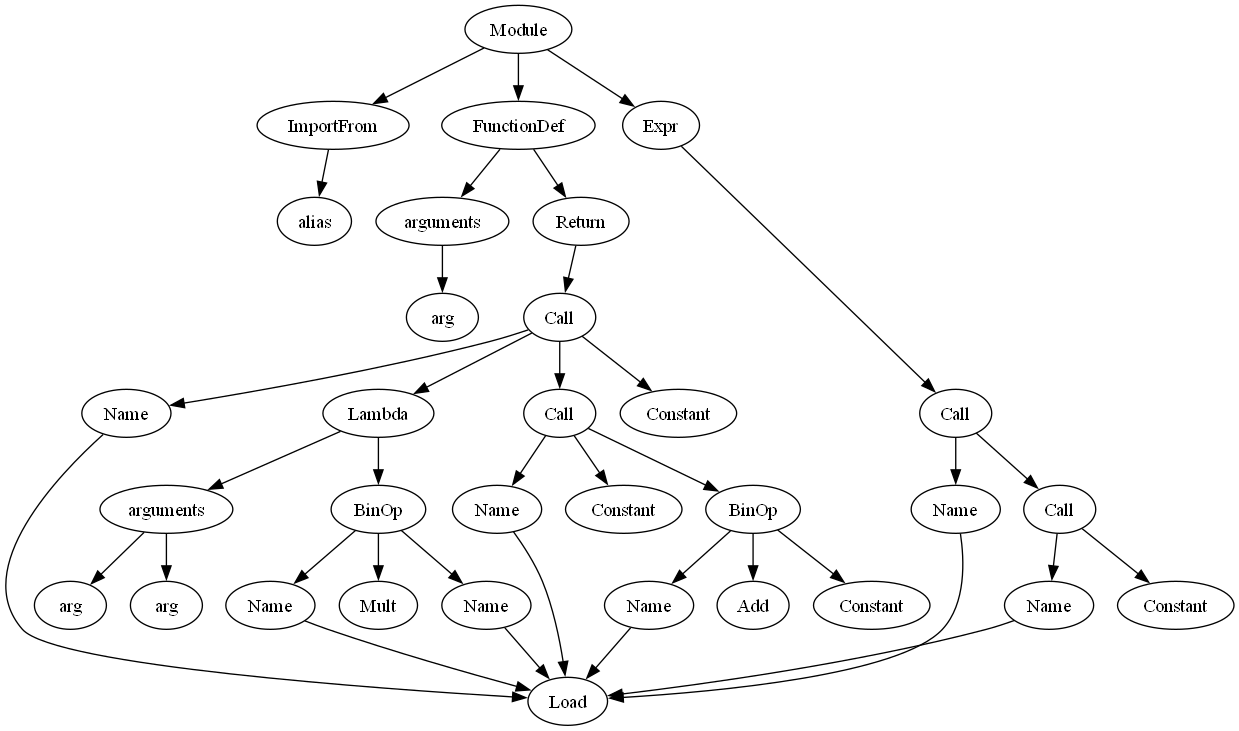 Module
ImportFrom
FunctionDef
Expr
alias
arguments
Return
arg
Call
Name
Lambda
Call
Constant
Call
arguments
BinOp
Name
Constant
BinOp
Name
Call
arg
arg
Name
Mult
Name
Name
Add
Constant
Name
Constant
Load